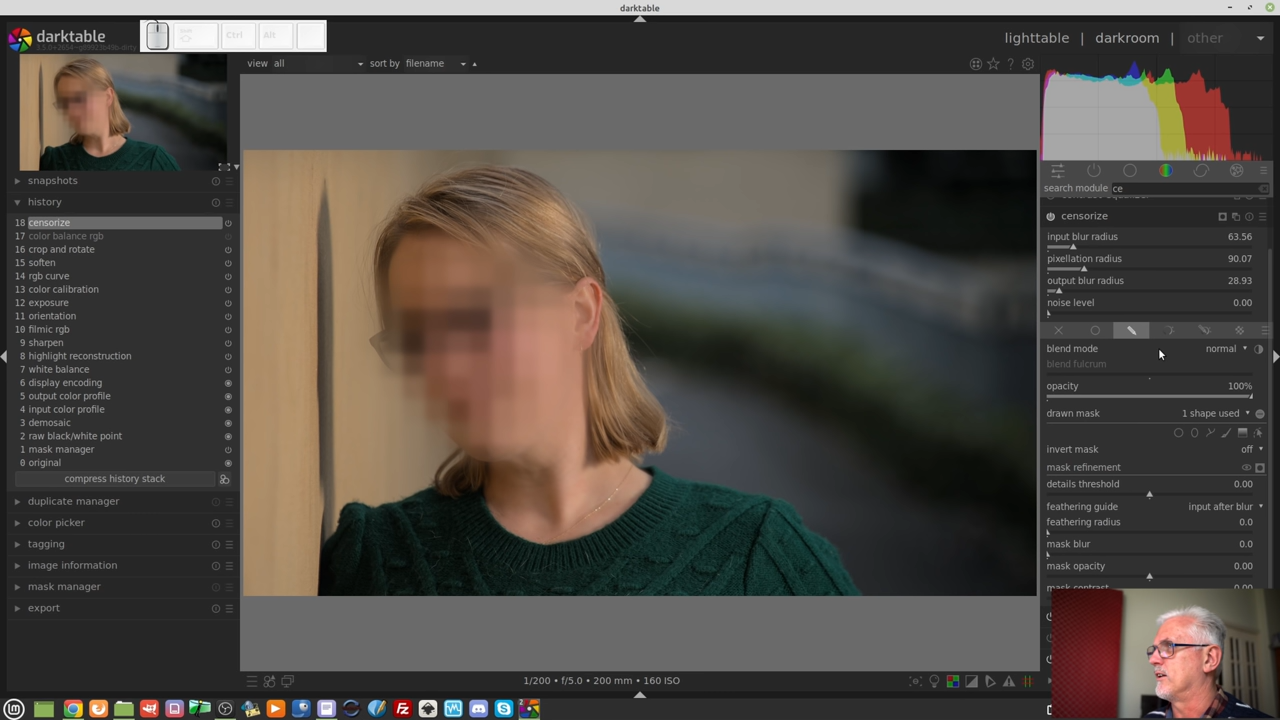 darktable
darktable
Ctrl Alt
lighttable | darkroom | other
view all sort by filename
search module ce
snapshots
history
18 censorize
17 color balance rgb
16 crop and rotate
15 soften
14 rgb curve
13 color calibration
12 exposure
11 orientation
10 filmic rgb
9 sharpen
8 highlight reconstruction
7 white balance
6 display encoding
5 output color profile
4 input color profile
3 demosaic
2 raw black/white point
1 mask manager
0 original
compress history stack
duplicate manager
color picker
tagging
image information
mask manager
export
censorize
input blur radius 63.56
pixellation radius 90.07
output blur radius 28.93
noise level 0.00
blend mode normal
blend fulcrum
opacity 100%
drawn mask 1 shape used
invert mask off
mask refinement
details threshold 0.00
feathering guide input after blur
feathering radius 0.0
mask blur 0.0
mask opacity 0.00
mask contrast 0.00
1/200 • f/5.0 • 200 mm • 160 ISO